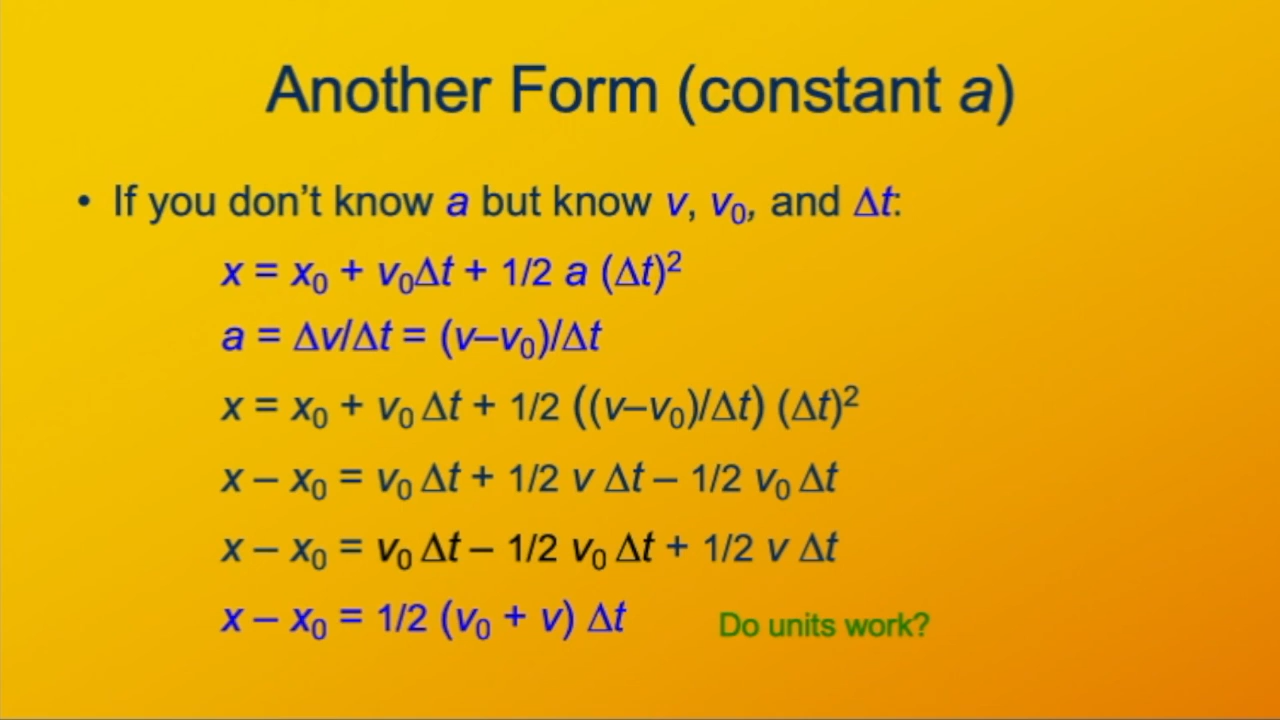 Another Form (constant a)
• If you don't know a but know v, v₀, and Δt:
x = x₀ + v₀Δt + 1/2 a (Δt)²
a = Δv/Δt = (v–v₀)/Δt
x = x₀ + v₀ Δt + 1/2 ((v–v₀)/Δt) (Δt)²
x – x₀ = v₀ Δt + 1/2 v Δt – 1/2 v₀ Δt
x – x₀ = v₀ Δt – 1/2 v₀ Δt + 1/2 v Δt
x – x₀ = 1/2 (v₀ + v) Δt
Do units work?